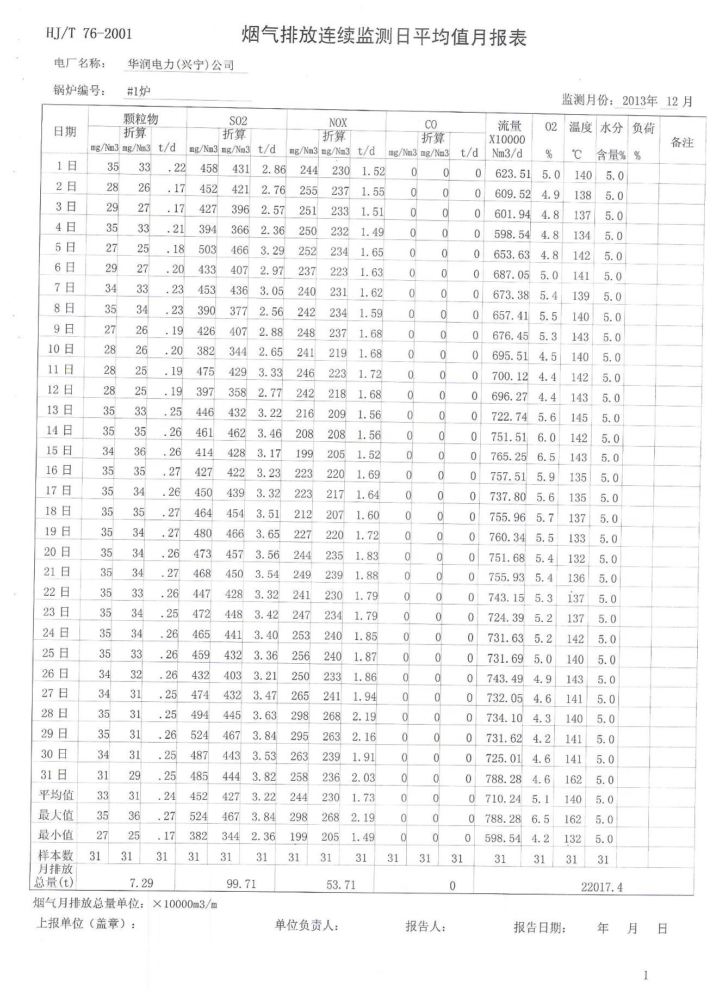 HJ/T 76-2001 烟气排放连续监测日平均值月报表
电厂名称： 华润电力(兴宁)公司
锅炉编号： #1炉
监测月份：2013年 12月
日期 颗粒物 SO2 NOX CO 流量 O2 温度 水分 负荷 备注
折算 折算 折算 折算 X10000
mg/Nm3 mg/Nm3 t/d mg/Nm3 mg/Nm3 t/d mg/Nm3 mg/Nm3 t/d mg/Nm3 mg/Nm3 t/d Nm3/d % ℃ 含量% %
1日 35 33 .22 458 431 2.86 244 230 1.52 0 0 0 623.51 5.0 140 5.0
2日 28 26 .17 452 421 2.76 255 237 1.55 0 0 0 609.52 4.9 138 5.0
3日 29 27 .17 427 396 2.57 251 233 1.51 0 0 0 601.94 4.8 137 5.0
4日 35 33 .21 394 366 2.36 250 232 1.49 0 0 0 598.54 4.8 134 5.0
5日 27 25 .18 503 466 3.29 252 234 1.65 0 0 0 653.63 4.8 142 5.0
6日 29 27 .20 433 407 2.97 237 223 1.63 0 0 0 687.05 5.0 141 5.0
7日 34 33 .23 453 436 3.05 240 231 1.62 0 0 0 673.38 5.4 139 5.0
8日 35 34 .23 390 377 2.56 242 234 1.59 0 0 0 657.41 5.5 140 5.0
9日 27 26 .19 426 407 2.88 248 237 1.68 0 0 0 676.45 5.3 143 5.0
10日 28 26 .20 382 344 2.65 241 219 1.68 0 0 0 695.51 4.5 140 5.0
11日 28 25 .19 475 429 3.33 246 223 1.72 0 0 0 700.12 4.4 142 5.0
12日 28 25 .19 397 358 2.77 242 218 1.68 0 0 0 696.27 4.4 143 5.0
13日 35 33 .25 446 432 3.22 216 209 1.56 0 0 0 722.74 5.6 145 5.0
14日 35 35 .26 461 462 3.46 208 208 1.56 0 0 0 751.51 6.0 142 5.0
15日 34 36 .26 414 428 3.17 199 205 1.52 0 0 0 765.25 6.5 143 5.0
16日 35 35 .27 427 422 3.23 223 220 1.69 0 0 0 757.51 5.9 135 5.0
17日 35 34 .26 450 439 3.32 223 217 1.64 0 0 0 737.80 5.6 135 5.0
18日 35 35 .27 464 454 3.51 212 207 1.60 0 0 0 755.96 5.7 137 5.0
19日 35 34 .27 480 466 3.65 227 220 1.72 0 0 0 760.34 5.5 133 5.0
20日 35 34 .26 473 457 3.56 244 235 1.83 0 0 0 751.68 5.4 132 5.0
21日 35 34 .27 468 450 3.54 249 239 1.88 0 0 0 755.93 5.4 136 5.0
22日 35 33 .26 447 428 3.32 241 230 1.79 0 0 0 743.15 5.3 137 5.0
23日 35 34 .25 472 448 3.42 247 234 1.79 0 0 0 724.39 5.2 137 5.0
24日 35 34 .26 465 441 3.40 253 240 1.85 0 0 0 731.63 5.2 142 5.0
25日 35 33 .26 459 432 3.36 256 240 1.87 0 0 0 731.69 5.0 140 5.0
26日 34 32 .26 432 403 3.21 250 233 1.86 0 0 0 743.49 4.9 143 5.0
27日 34 31 .25 474 432 3.47 265 241 1.94 0 0 0 732.05 4.6 141 5.0
28日 35 31 .25 494 445 3.63 298 268 2.19 0 0 0 734.10 4.3 140 5.0
29日 35 31 .26 524 467 3.84 295 263 2.16 0 0 0 731.62 4.2 141 5.0
30日 34 31 .25 487 443 3.53 263 239 1.91 0 0 0 725.01 4.6 141 5.0
31日 31 29 .25 485 444 3.82 258 236 2.03 0 0 0 788.28 4.6 162 5.0
平均值 33 31 .24 452 427 3.22 244 230 1.73 0 0 0 710.24 5.1 140 5.0
最大值 35 36 .27 524 467 3.84 298 268 2.19 0 0 0 788.28 6.5 162 5.0
最小值 27 25 .17 382 344 2.36 199 205 1.49 0 0 0 598.54 4.2 132 5.0
样本数 31 31 31 31 31 31 31 31 31 31 31 31 31 31 31 31
月排放
总量(t) 7.29 99.71 53.71 0 22017.4
烟气月排放总量单位：×10000m3/m
上报单位（盖章）： 单位负责人： 报告人： 报告日期： 年 月 日
1